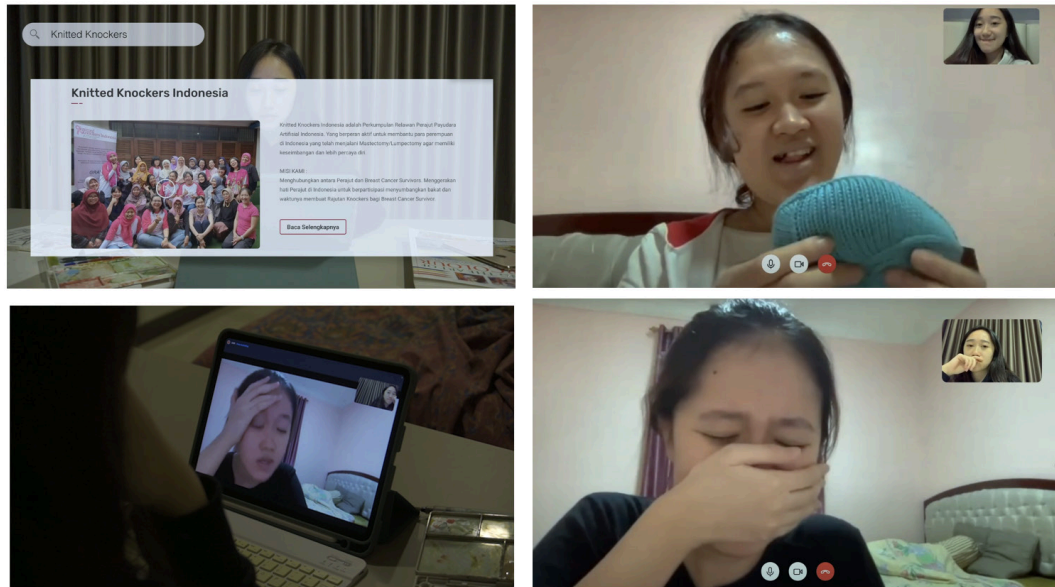 Knitted Knockers
Knitted Knockers Indonesia
Knitted Knockers Indonesia adalah Perkumpulan Relawan Perajut Payudara
Artificial Indonesia. Yang berperan aktif untuk membantu para perempuan
di Indonesia yang telah menjalani Mastectomy/Lumpectomy agar memiliki
keseimbangan dan lebih percaya diri.
MISI KAMI :
Menghubungkan antara Perajut dan Breast Cancer Survivors. Menggerakan
hati Perajut di Indonesia untuk berpartisipasi menyumbangkan bakat dan
waktunya membuat Rajutan Knockers bagi Breast Cancer Survivor.
Baca Selengkapnya